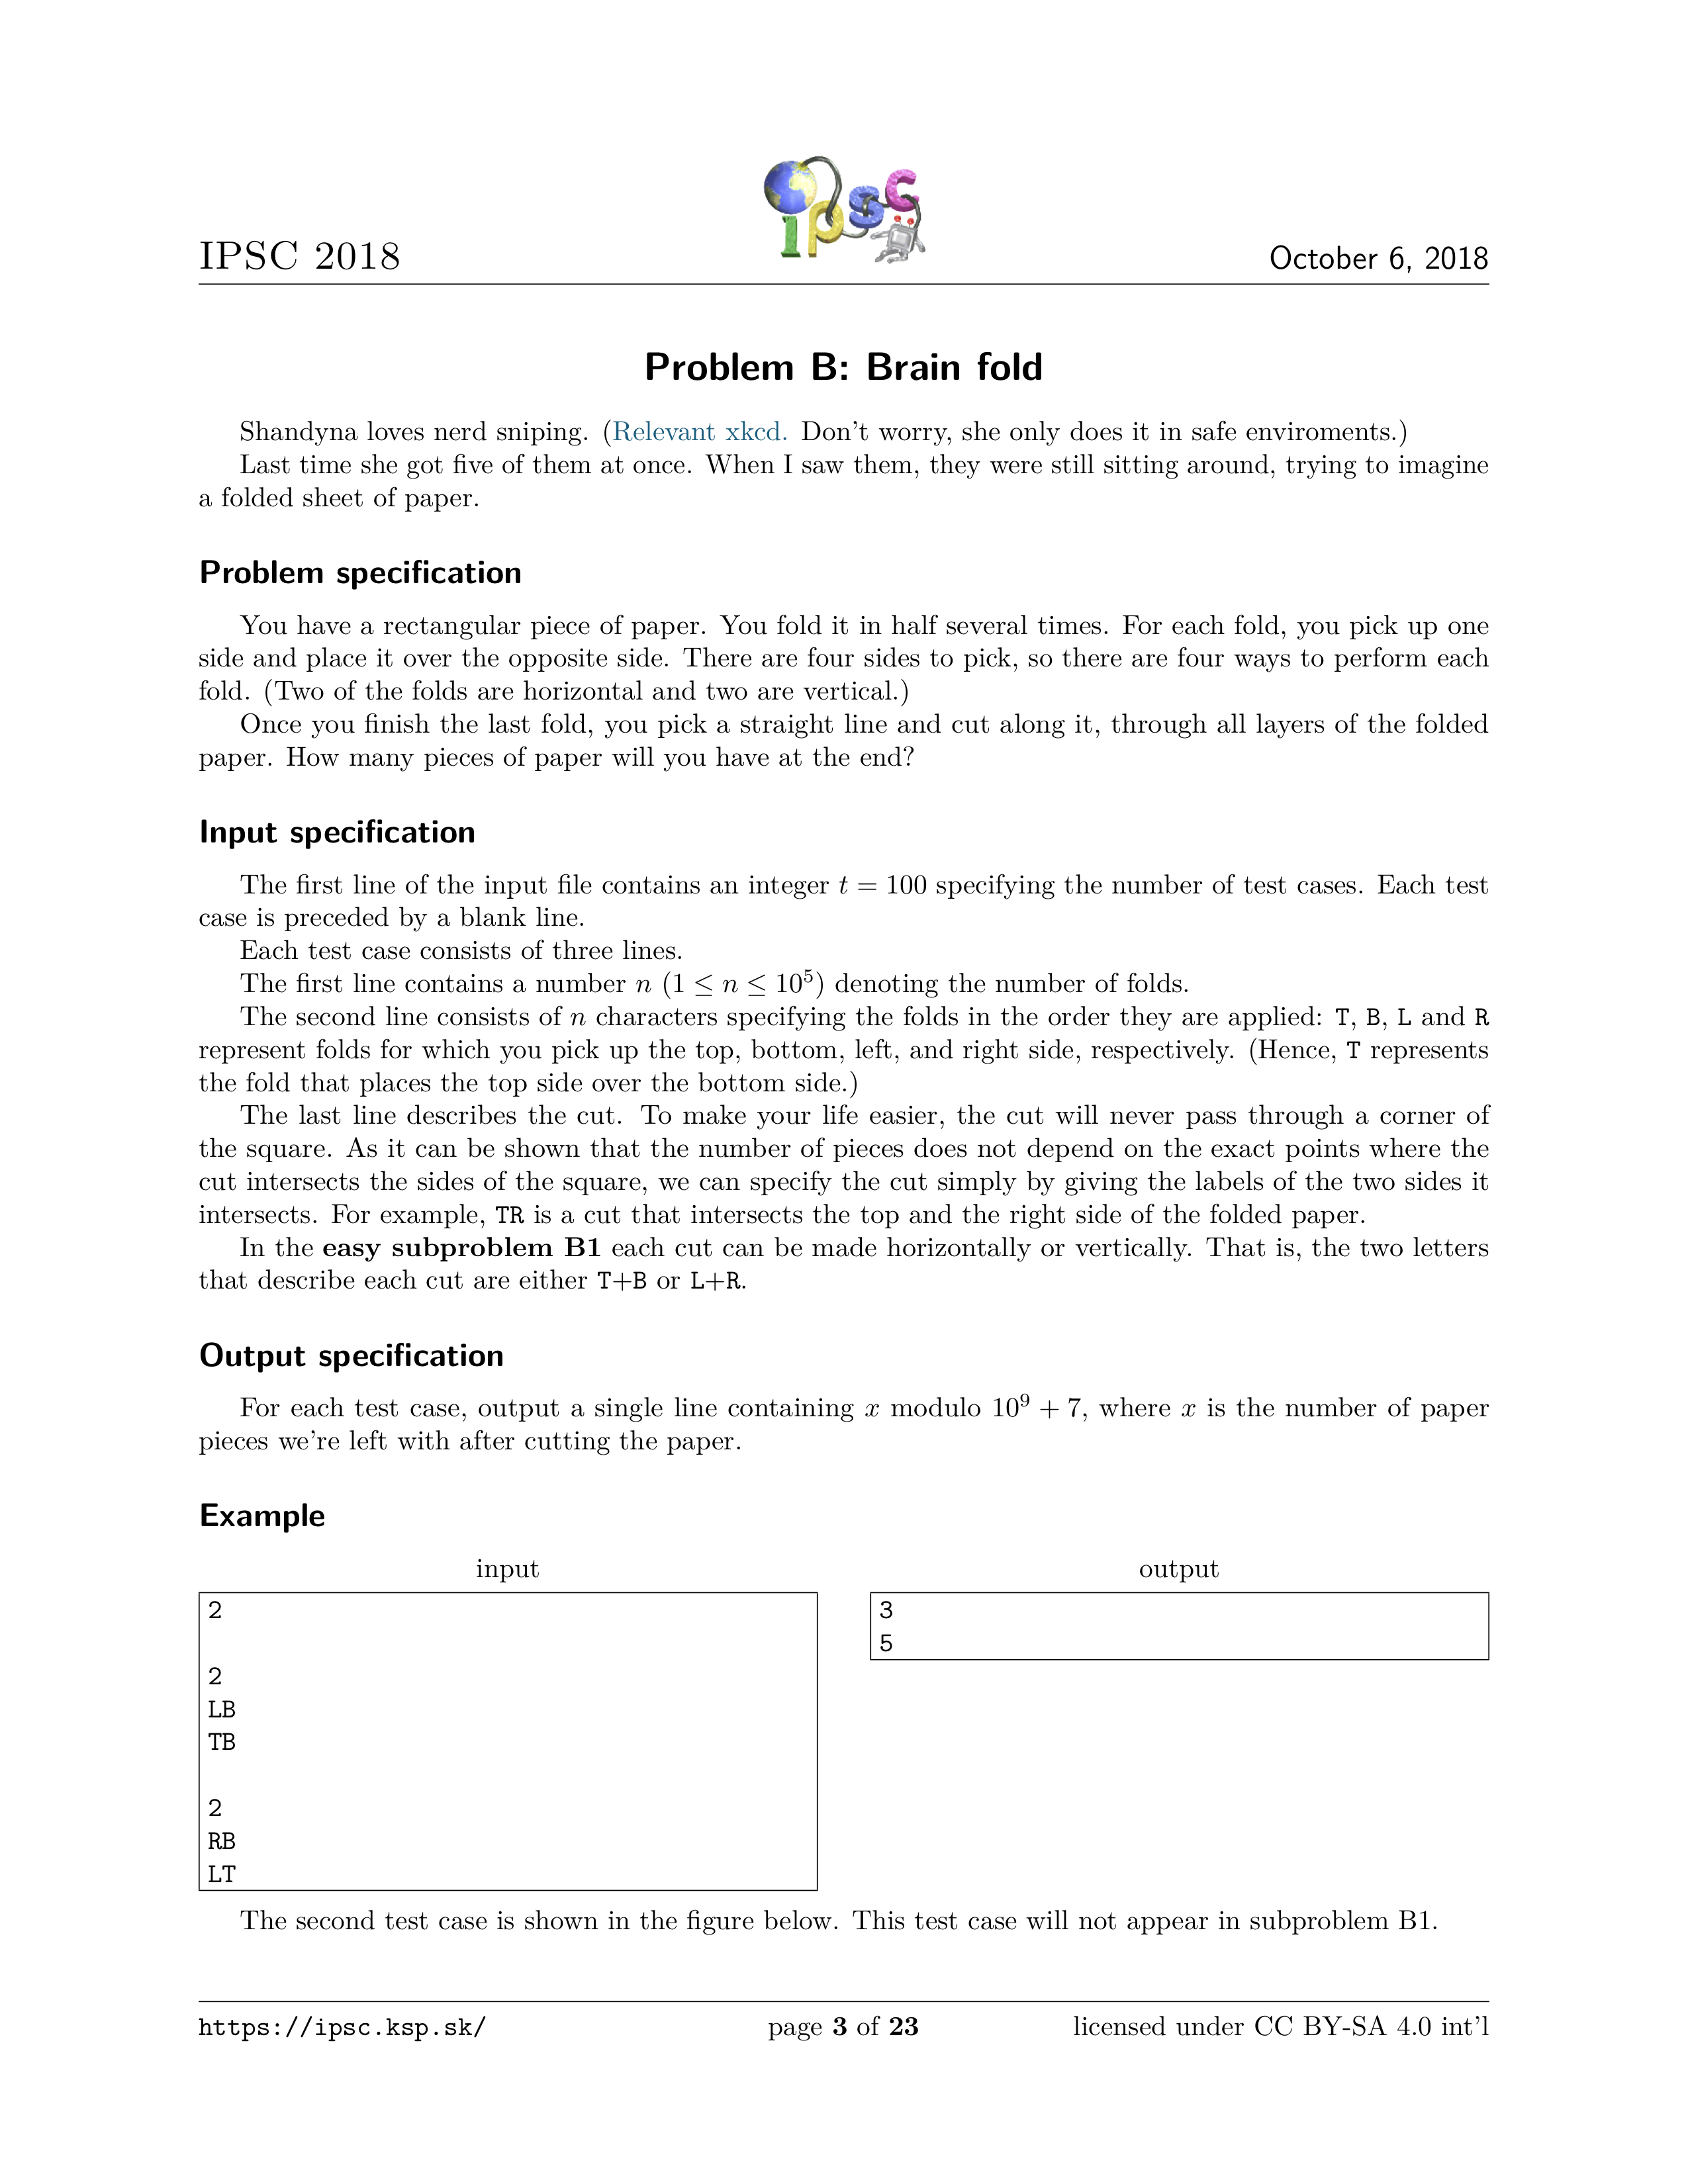 ipsc
IPSC 2018
October 6, 2018
Problem B: Brain fold
Shandyna loves nerd sniping. (Relevant xkcd. Don't worry, she only does it in safe enviroments.)
Last time she got five of them at once. When I saw them, they were still sitting around, trying to imagine
a folded sheet of paper.
Problem specification
You have a rectangular piece of paper. You fold it in half several times. For each fold, you pick up one
side and place it over the opposite side. There are four sides to pick, so there are four ways to perform each
fold. (Two of the folds are horizontal and two are vertical.)
Once you finish the last fold, you pick a straight line and cut along it, through all layers of the folded
paper. How many pieces of paper will you have at the end?
Input specification
The first line of the input file contains an integer t = 100 specifying the number of test cases. Each test
case is preceded by a blank line.
Each test case consists of three lines.
The first line contains a number n (1 ≤ n ≤ 10⁵) denoting the number of folds.
The second line consists of n characters specifying the folds in the order they are applied: T, B, L and R
represent folds for which you pick up the top, bottom, left, and right side, respectively. (Hence, T represents
the fold that places the top side over the bottom side.)
The last line describes the cut. To make your life easier, the cut will never pass through a corner of
the square. As it can be shown that the number of pieces does not depend on the exact points where the
cut intersects the sides of the square, we can specify the cut simply by giving the labels of the two sides it
intersects. For example, TR is a cut that intersects the top and the right side of the folded paper.
In the easy subproblem B1 each cut can be made horizontally or vertically. That is, the two letters
that describe each cut are either T+B or L+R.
Output specification
For each test case, output a single line containing x modulo 10⁹ + 7, where x is the number of paper
pieces we're left with after cutting the paper.
Example
input
2
2
LB
TB
2
RB
LT
output
3
5
The second test case is shown in the figure below. This test case will not appear in subproblem B1.
https://ipsc.ksp.sk/
page 3 of 23
licensed under CC BY-SA 4.0 int'l